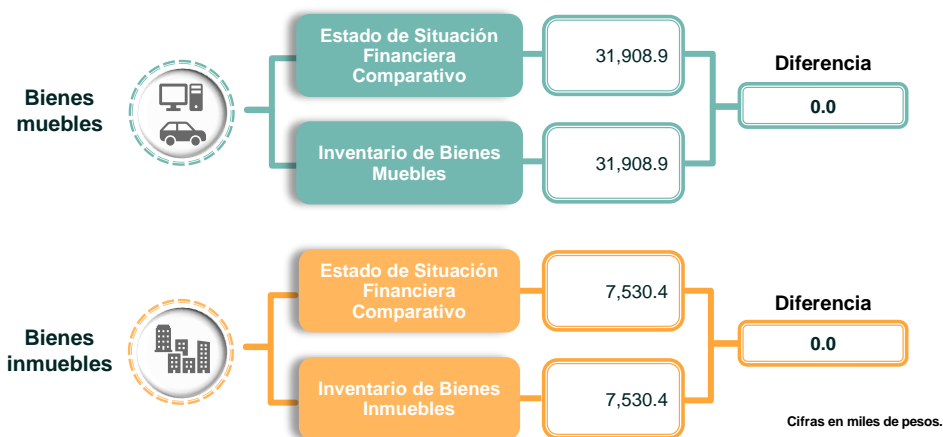 Bienes
muebles
Estado de Situación
Financiera
Comparativo
31,908.9
Inventario de Bienes
Muebles
31,908.9
Diferencia
0.0
Bienes
inmuebles
Estado de Situación
Financiera
Comparativo
7,530.4
Inventario de Bienes
Inmuebles
7,530.4
Diferencia
0.0
Cifras en miles de pesos.